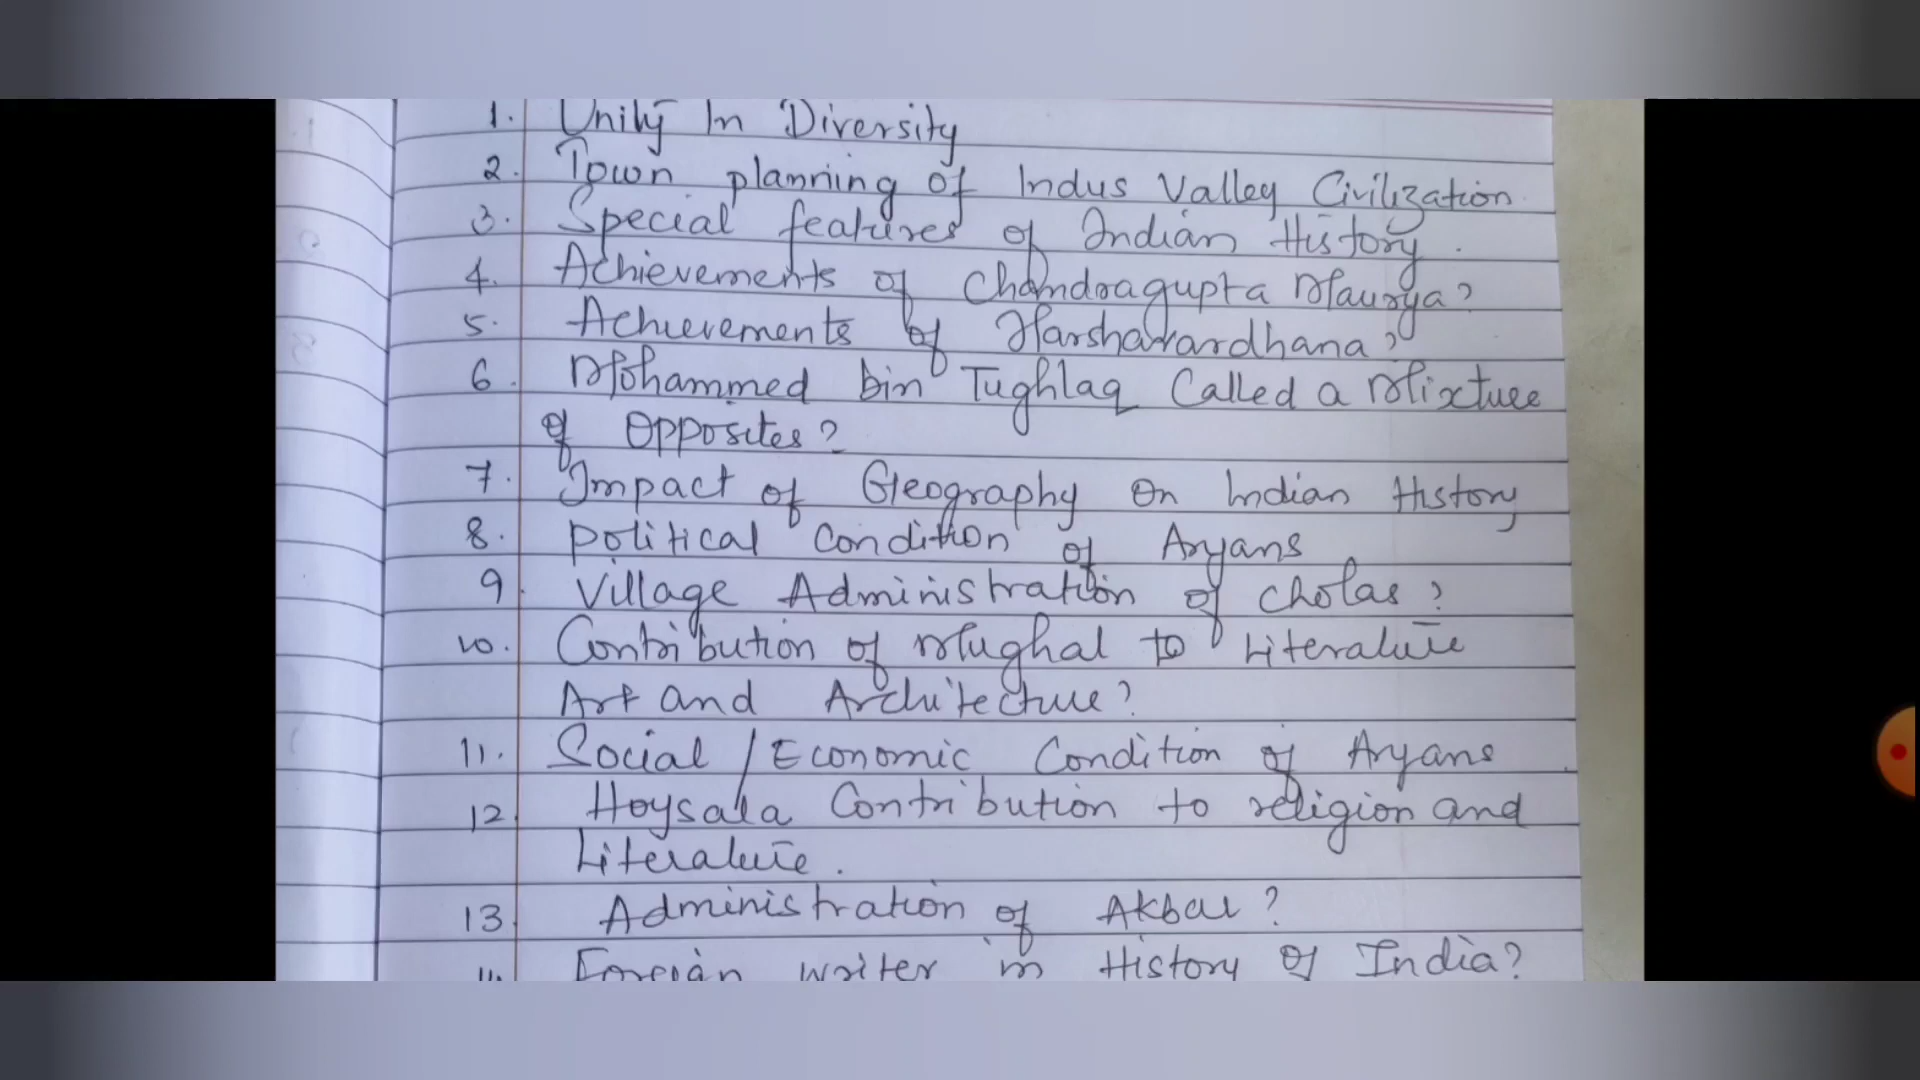 1. Unity In Diversity
2. Town planning of Indus Valley Civilization.
3. Special features of Indian History.
4. Achievements of Chandragupta Maurya?
5. Achievements of Harshavardhana?
6. Mohammed bin Tughlaq Called a Mixture
of Opposites?
7. Impact of Geography on Indian History
8. Political Condition of Aryans
9. Village Administration of Cholas?
10. Contribution of Mughal to Literature
Art and Architecture?
11. Social / Economic Condition of Aryans
12. Hoysala Contribution to religion and
Literature.
13. Administration of Akbar?
14. Foreign writer in History of India?